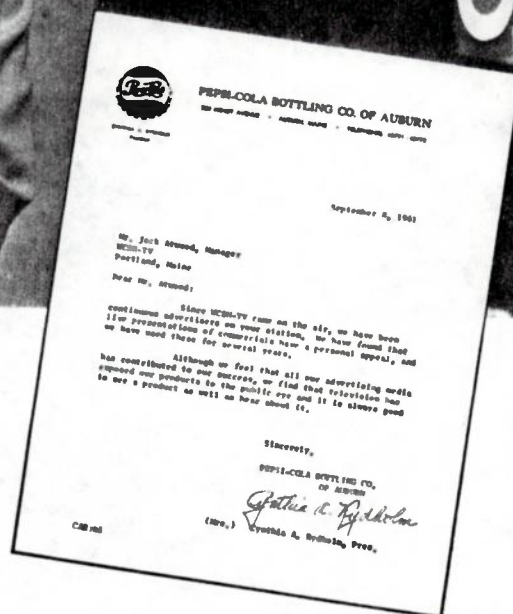 PEPSI-COLA BOTTLING CO. OF AUBURN
September 8, 1961
Mr. Jack Atwood, Manager
WCSH-TV
Portland, Maine
Dear Mr. Atwood:
Since WCSH-TV came on the air, we have been
continuous advertisers on your station. We have found that
live presentations of commercials have a personal appeal, and
we have used these for several years.
Although we feel that all our advertising media
has contributed to our success, we find that television has
exposed our products to the public eye and it is always good
to see a product as well as hear about it.
Sincerely,
PEPSI-COLA BOTTLING CO.
OF AUBURN
Cynthia A. Rydholm
(Mrs.) Cynthia A. Rydholm, Pres.